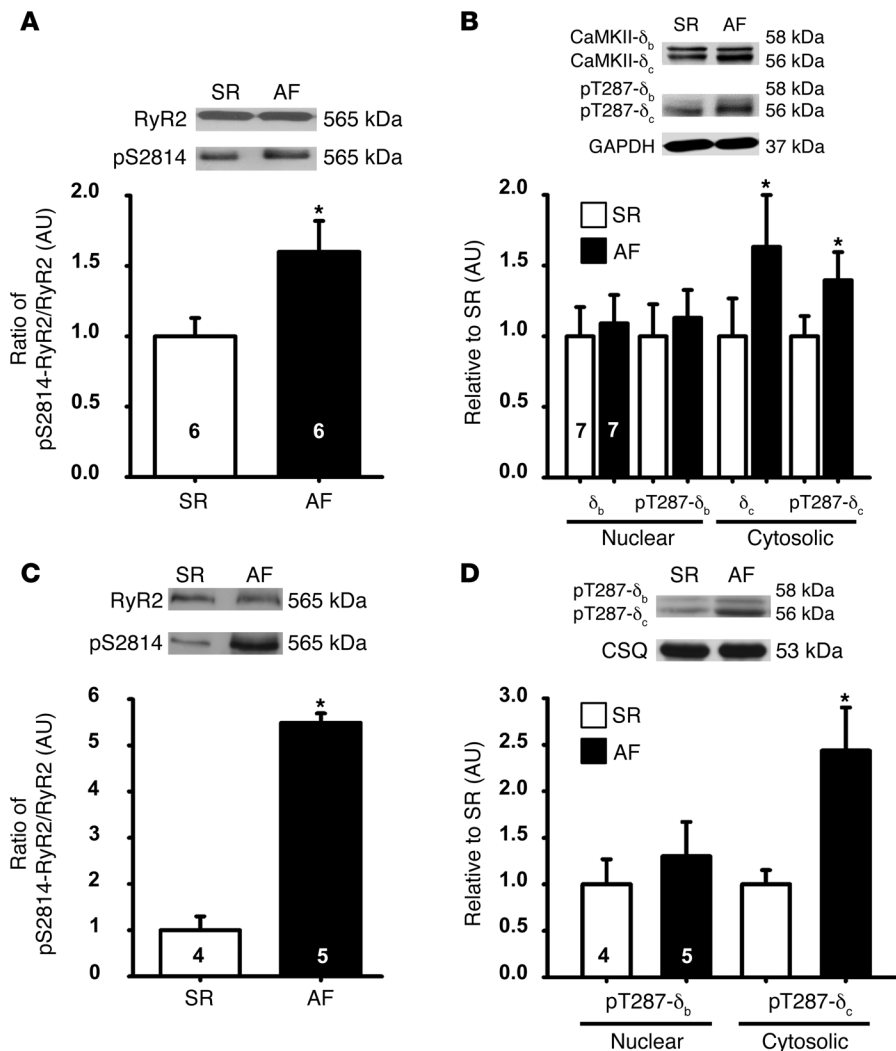 A
SR AF
RyR2 565 kDa
pS2814 565 kDa
Ratio of
pS2814-RyR2/RyR2 (AU)
2.0
1.5
1.0
0.5
0.0
*
6 6
SR AF
B
SR AF
CaMKII-δb 58 kDa
CaMKII-δc 56 kDa
pT287-δb 58 kDa
pT287-δc 56 kDa
GAPDH 37 kDa
Relative to SR (AU)
2.0
1.5
1.0
0.5
0.0
SR
AF
* *
7 7
δb pT287-δb δc pT287-δc
Nuclear Cytosolic
C
SR AF
RyR2 565 kDa
pS2814 565 kDa
Ratio of
pS2814-RyR2/RyR2 (AU)
6
5
4
3
2
1
0
*
4 5
SR AF
D
SR AF
pT287-δb 58 kDa
pT287-δc 56 kDa
CSQ 53 kDa
Relative to SR (AU)
3.0
2.5
2.0
1.5
1.0
0.5
0.0
SR
AF
*
4 5
pT287-δb pT287-δc
Nuclear Cytosolic